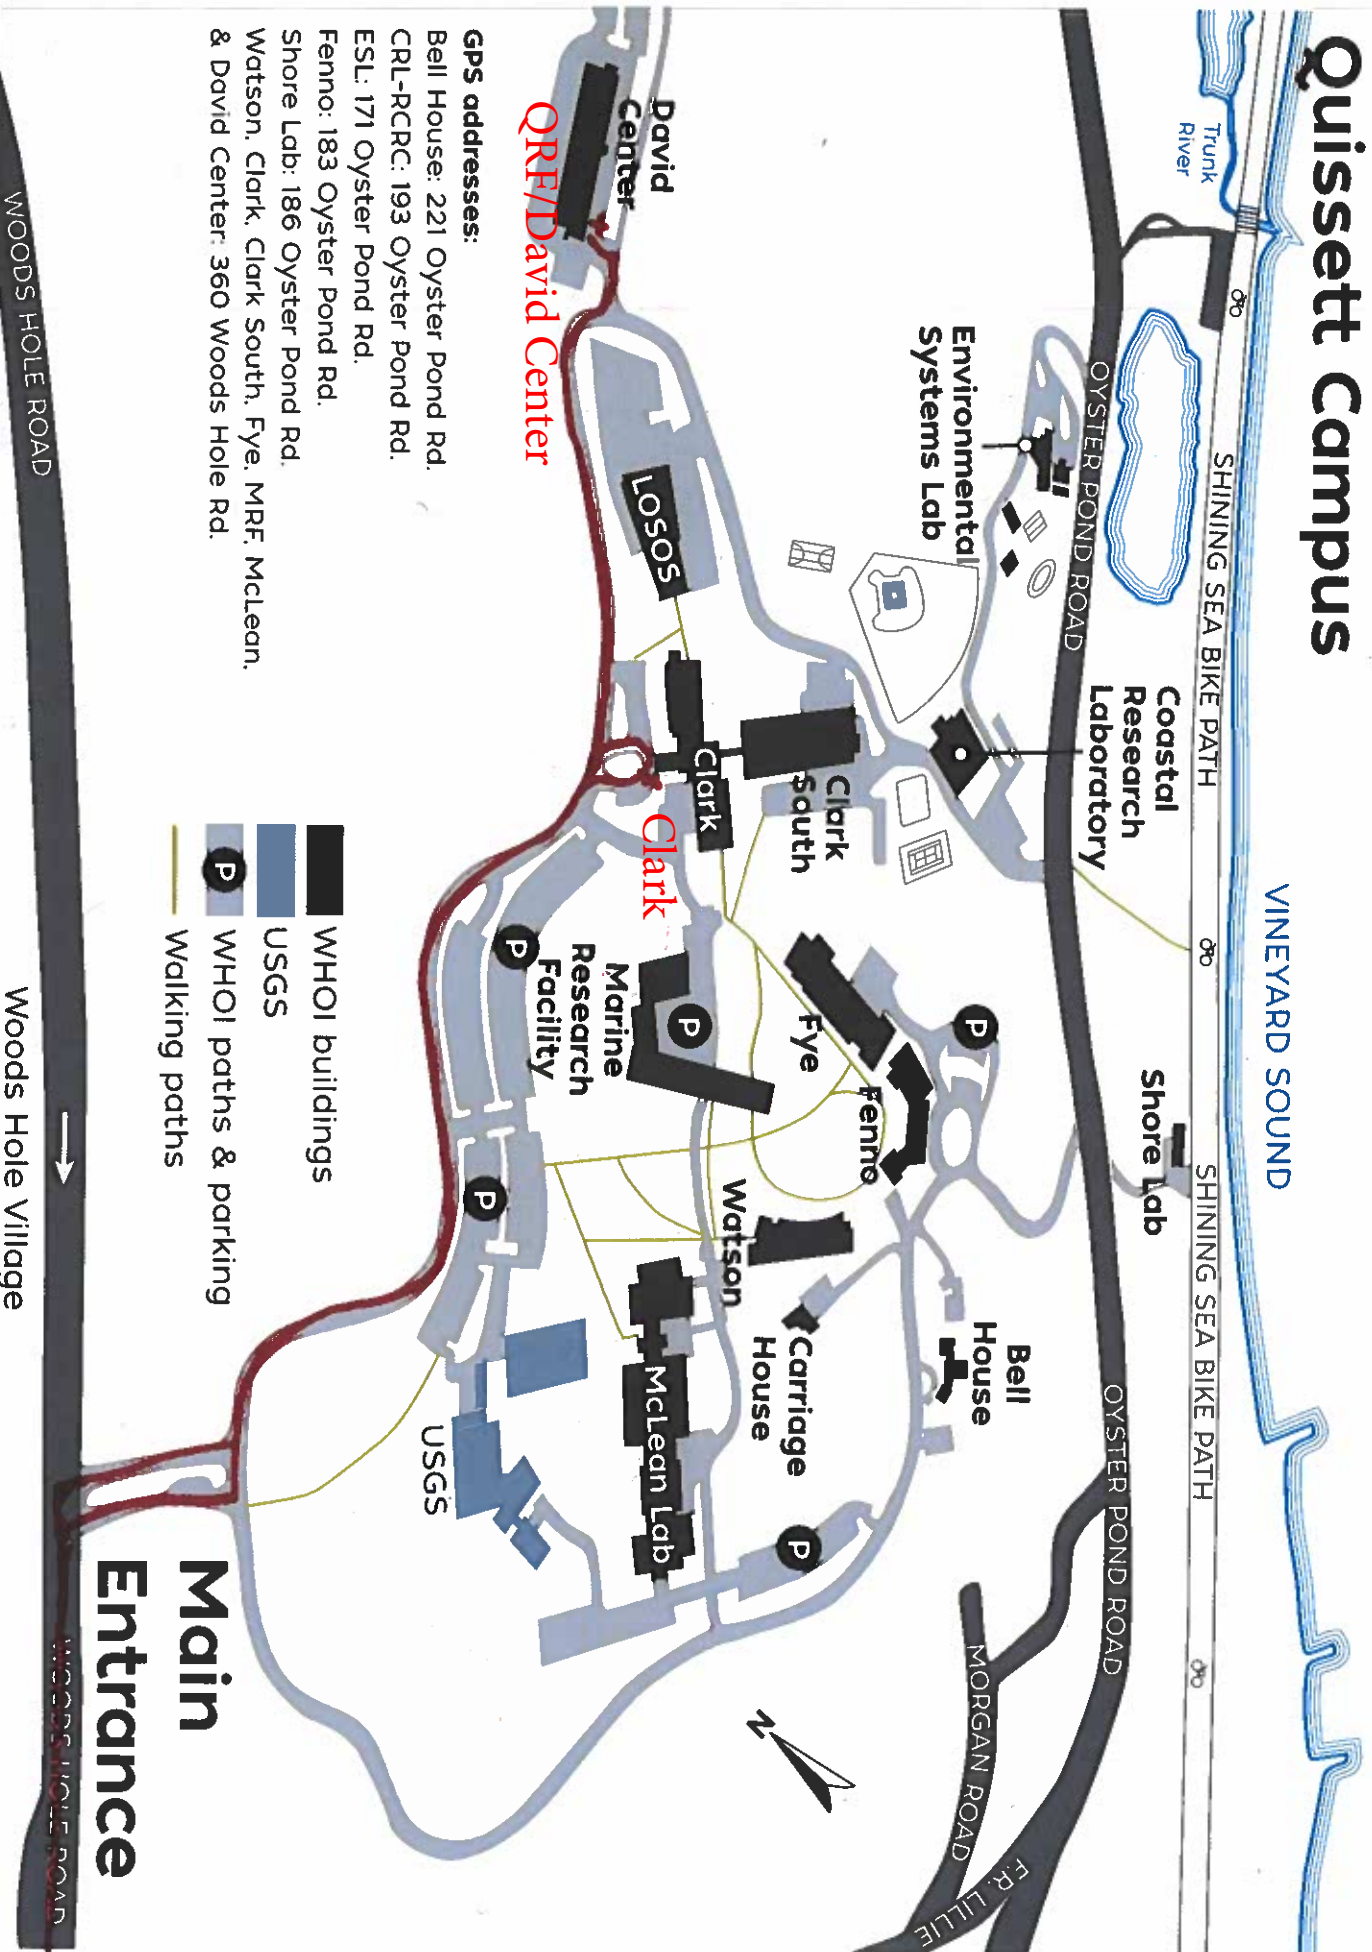 Quissett Campus
VINEYARD SOUND
Trunk
River
SHINING SEA BIKE PATH
SHINING SEA BIKE PATH
OYSTER POND ROAD
OYSTER POND ROAD
Coastal
Research
Laboratory
Shore Lab
Environmental
Systems Lab
Bell
House
MORGAN ROAD
F.R. LILLIE
Clark
South
Fye
Fenno
Carriage
House
P
P
Watson
Clark
P
LOSOS
McLean Lab
David
Center
Clark
Marine
Research
Facility
P
P
USGS
QRF/David Center
N
GPS addresses:
Bell House: 221 Oyster Pond Rd.
CRL-RCRC: 193 Oyster Pond Rd.
ESL: 171 Oyster Pond Rd.
Fenno: 183 Oyster Pond Rd.
Shore Lab: 186 Oyster Pond Rd.
Watson, Clark, Clark South, Fye, MRF, McLean,
& David Center: 360 Woods Hole Rd.
WHOI buildings
USGS
P WHOI paths & parking
Walking paths
Main
Entrance
WOODS HOLE ROAD
WOODS HOLE ROAD
Woods Hole Village